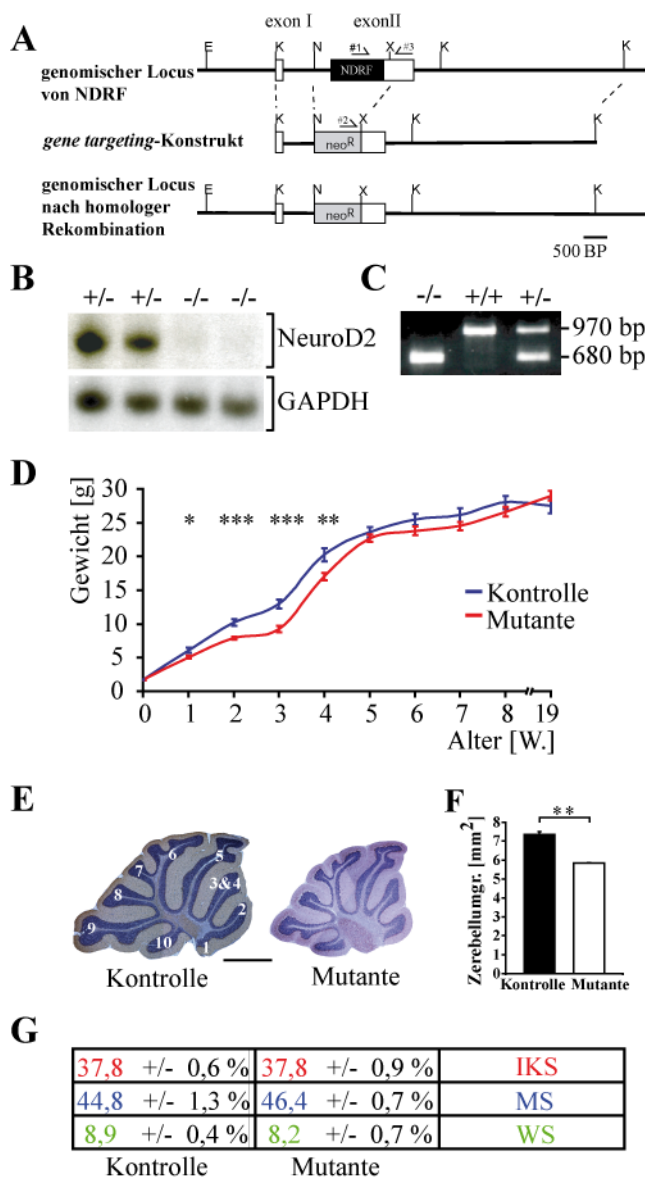 A
exon I exonII
E K N #1 X #3 K K
NDRF
genomischer Locus
von NDRF
K N #2 X K K
gene targeting-Konstrukt
neoR
genomischer Locus
nach homologer
Rekombination
E K N X K K
neoR
500 BP
B
+/- +/- -/- -/-
NeuroD2
GAPDH
C
-/- +/+ +/-
970 bp
680 bp
D
Gewicht [g]
30
25
20
15
10
5
0
* *** *** **
Kontrolle
Mutante
0 1 2 3 4 5 6 7 8 19
Alter [W.]
E
6 5
7
3&4
8
2
9
10 1
Kontrolle Mutante
F
**
Zerebellumgr. [mm2]
7
6
5
4
3
2
1
0
Kontrolle Mutante
G
37,8 +/- 0,6 % 37,8 +/- 0,9 % IKS
44,8 +/- 1,3 % 46,4 +/- 0,7 % MS
8,9 +/- 0,4 % 8,2 +/- 0,7 % WS
Kontrolle Mutante